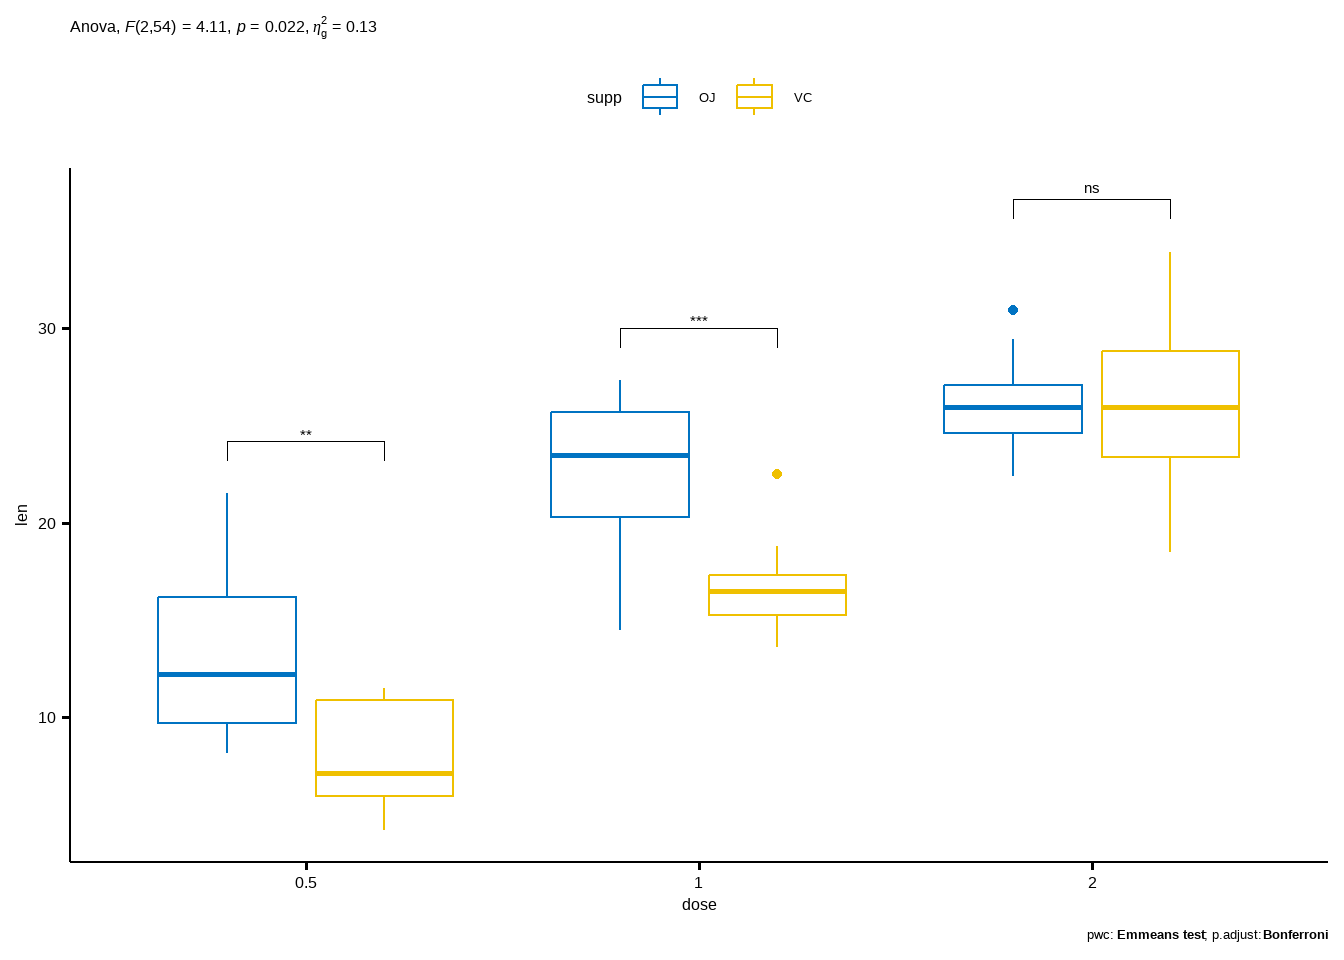 Anova, F(2,54) = 4.11, p = 0.022, η²g = 0.13
supp OJ VC
ns
30
***
**
len
20
10
0.5 1 2
dose
pwc: Emmeans test; p.adjust: Bonferroni